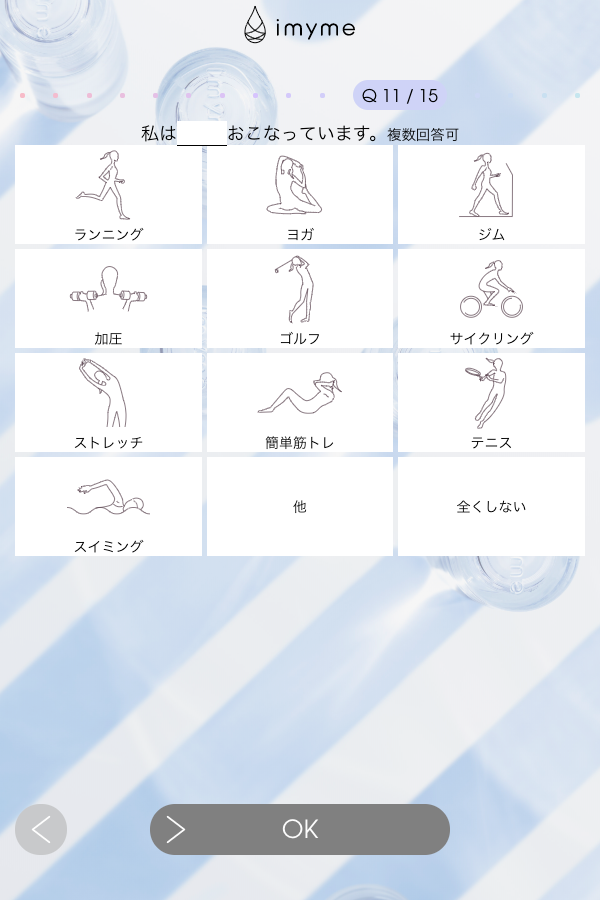 imyme
Q 11 / 15
私は おこなっています。複数回答可
ランニング
ヨガ
ジム
加圧
ゴルフ
サイクリング
ストレッチ
簡単筋トレ
テニス
スイミング
他
全くしない
OK